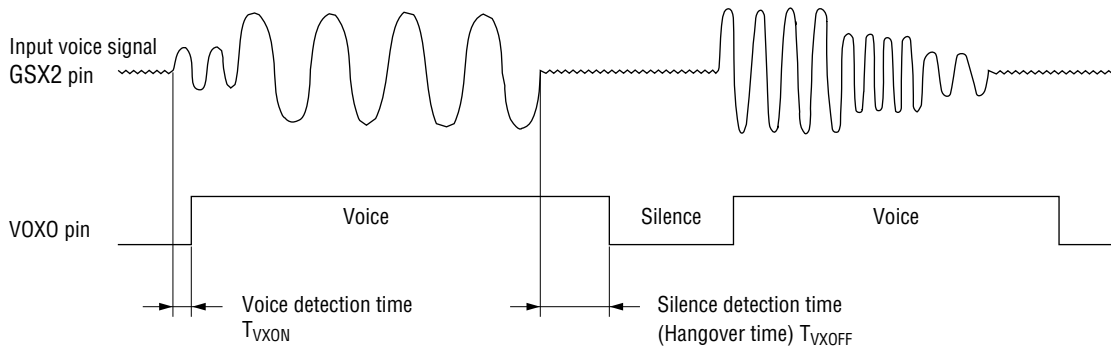 Input voice signal
GSX2 pin
VOXO pin
Voice
Silence
Voice
Voice detection time
TVXON
Silence detection time
(Hangover time) TVXOFF